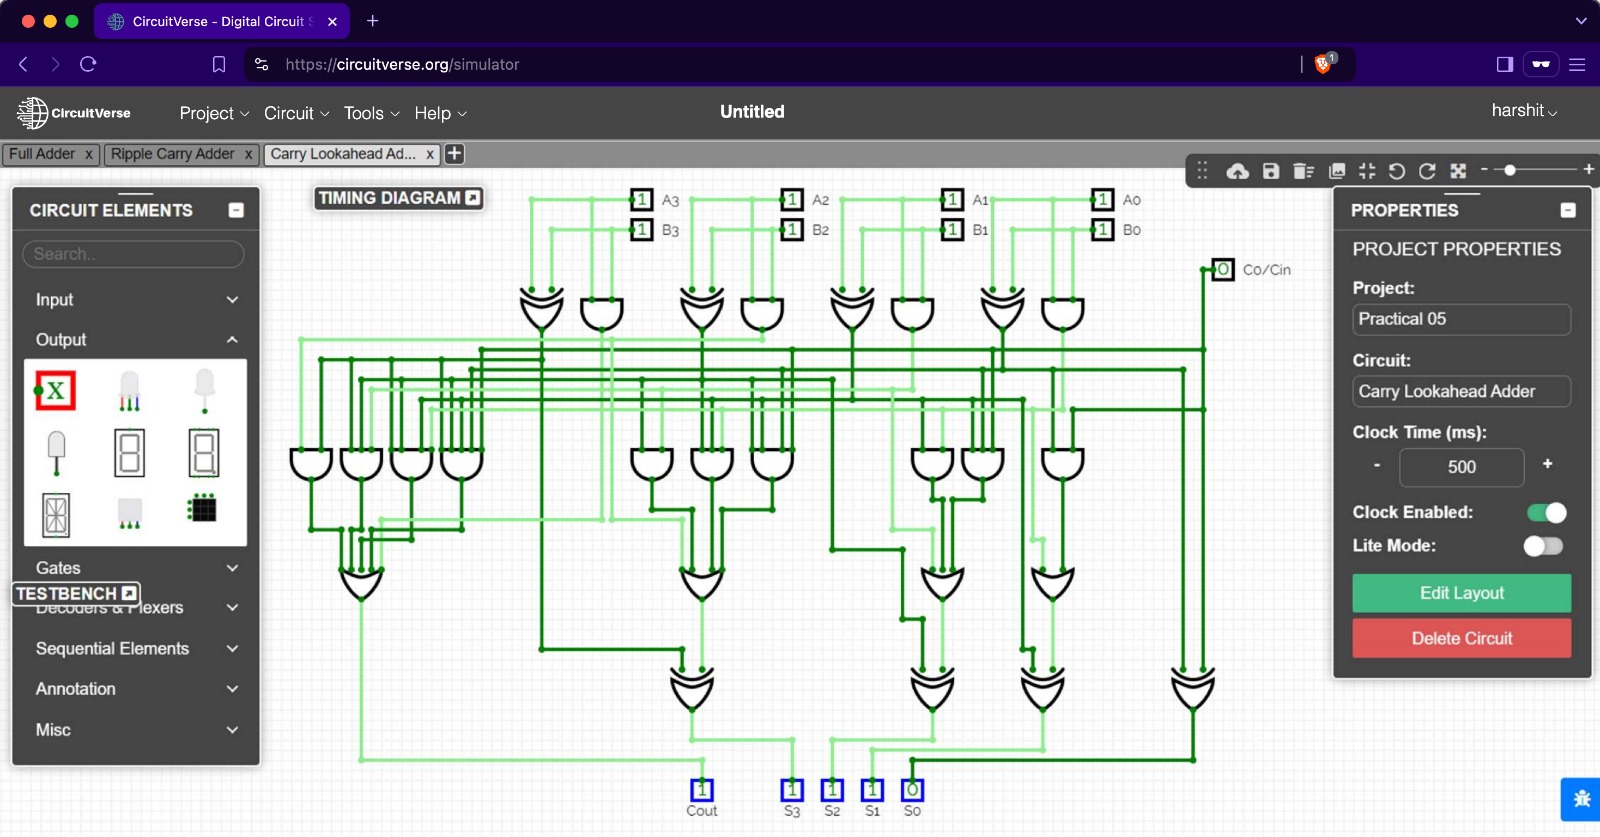 CircuitVerse - Digital Circuit S
https://circuitverse.org/simulator
1
CircuitVerse
Project
Circuit
Tools
Help
Untitled
harshit
Full Adder x
Ripple Carry Adder x
Carry Lookahead Ad... x
TIMING DIAGRAM
CIRCUIT ELEMENTS
Search..
Input
Output
X
Gates
TESTBENCH
Decoders & Plexers
Sequential Elements
Annotation
Misc
1 A3
1 A2
1 A1
1 A0
1 B3
1 B2
1 B1
1 B0
0 C0/Cin
1 1 1 1 0
Cout S3 S2 S1 S0
PROPERTIES
PROJECT PROPERTIES
Project:
Practical 05
Circuit:
Carry Lookahead Adder
Clock Time (ms):
- 500 +
Clock Enabled:
Lite Mode:
Edit Layout
Delete Circuit